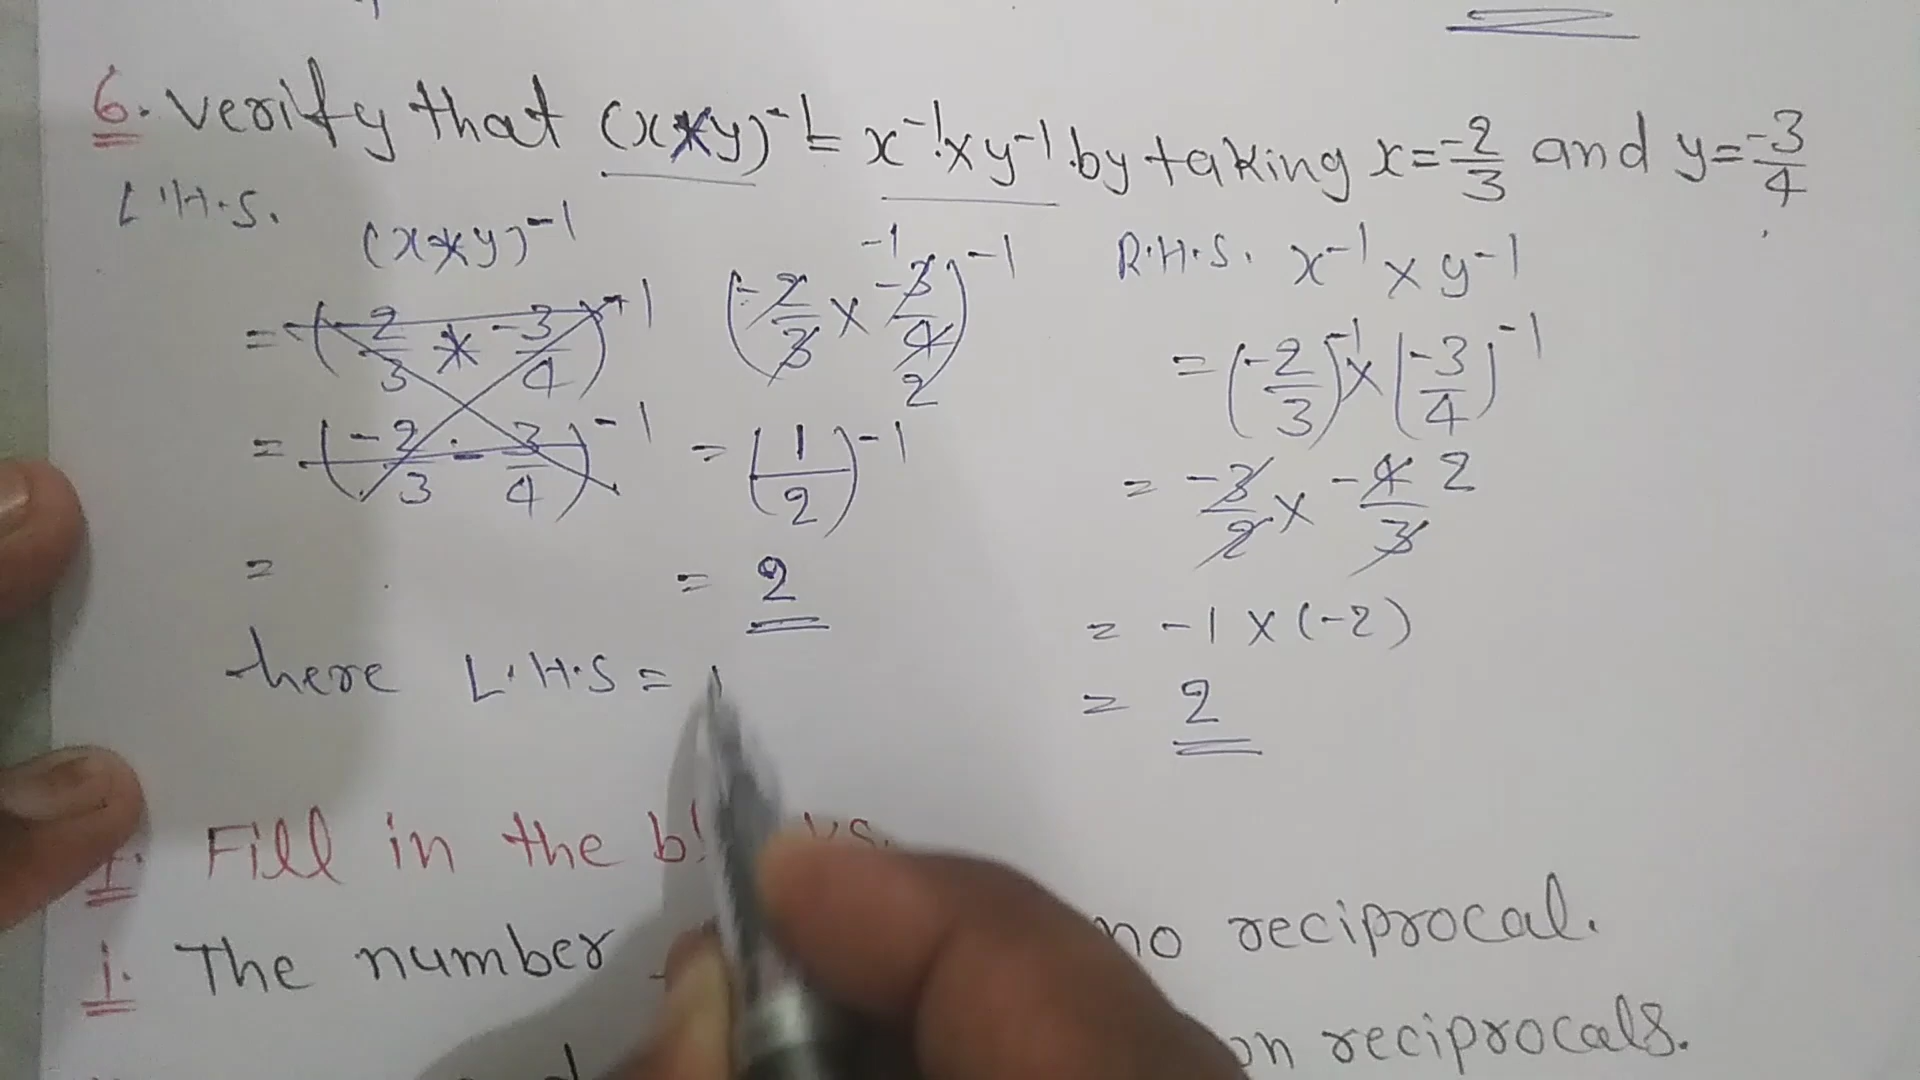 6. Verify that (x×y)⁻¹ = x⁻¹×y⁻¹ by taking x=-2/3 and y=-3/4
L.H.S.
(x×y)⁻¹
= (-2/3 * -3/4)⁻¹
= (-2/3 - 3/4)⁻¹
=
(-2/3 × -3/4)⁻¹
-1
2
= (1/2)⁻¹
= 2
here L.H.S =
R.H.S. x⁻¹ × y⁻¹
= (-2/3)⁻¹ × (-3/4)⁻¹
= -3/2 × -4/3 2
= -1 × (-2)
= 2
Fill in the
i. The number no reciprocal.
reciprocals.